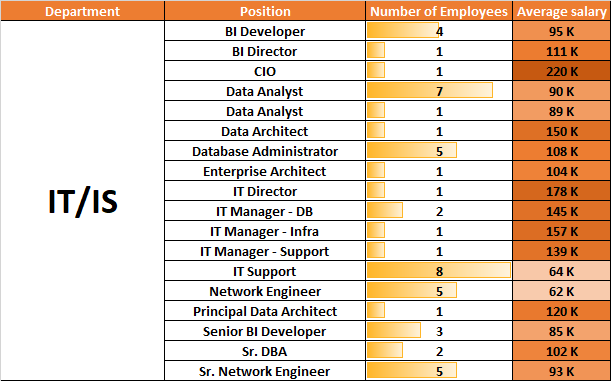 Department Position Number of Employees Average salary
BI Developer 4 95 K
BI Director 1 111 K
CIO 1 220 K
Data Analyst 7 90 K
Data Analyst 1 89 K
Data Architect 1 150 K
Database Administrator 5 108 K
Enterprise Architect 1 104 K
IT/IS IT Director 1 178 K
IT Manager - DB 2 145 K
IT Manager - Infra 1 157 K
IT Manager - Support 1 139 K
IT Support 8 64 K
Network Engineer 5 62 K
Principal Data Architect 1 120 K
Senior BI Developer 3 85 K
Sr. DBA 2 102 K
Sr. Network Engineer 5 93 K